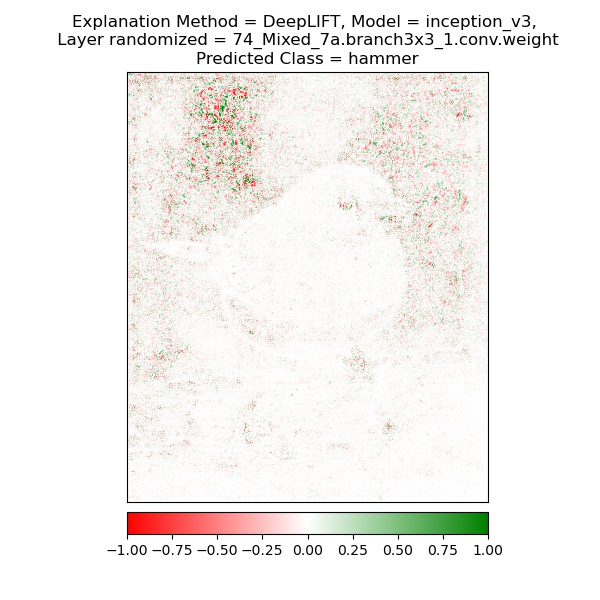 Explanation Method = DeepLIFT, Model = inception_v3,
Layer randomized = 74_Mixed_7a.branch3x3_1.conv.weight
Predicted Class = hammer
−1.00 −0.75 −0.50 −0.25 0.00 0.25 0.50 0.75 1.00